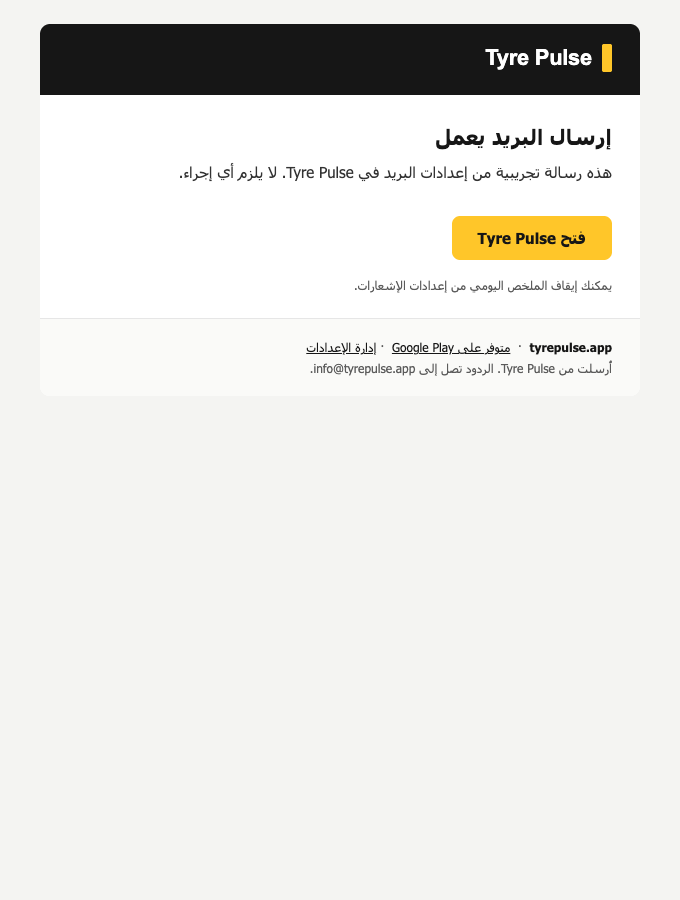 Tyre Pulse
إرسال البريد يعمل
هذه رسالة تجريبية من إعدادات البريد في Tyre Pulse. لا يلزم أي إجراء.
فتح Tyre Pulse
يمكنك إيقاف الملخص اليومي من إعدادات الإشعارات.
tyrepulse.app · متوفر على Google Play · إدارة الإعدادات
أرسلت من Tyre Pulse. الردود تصل إلى info@tyrepulse.app.